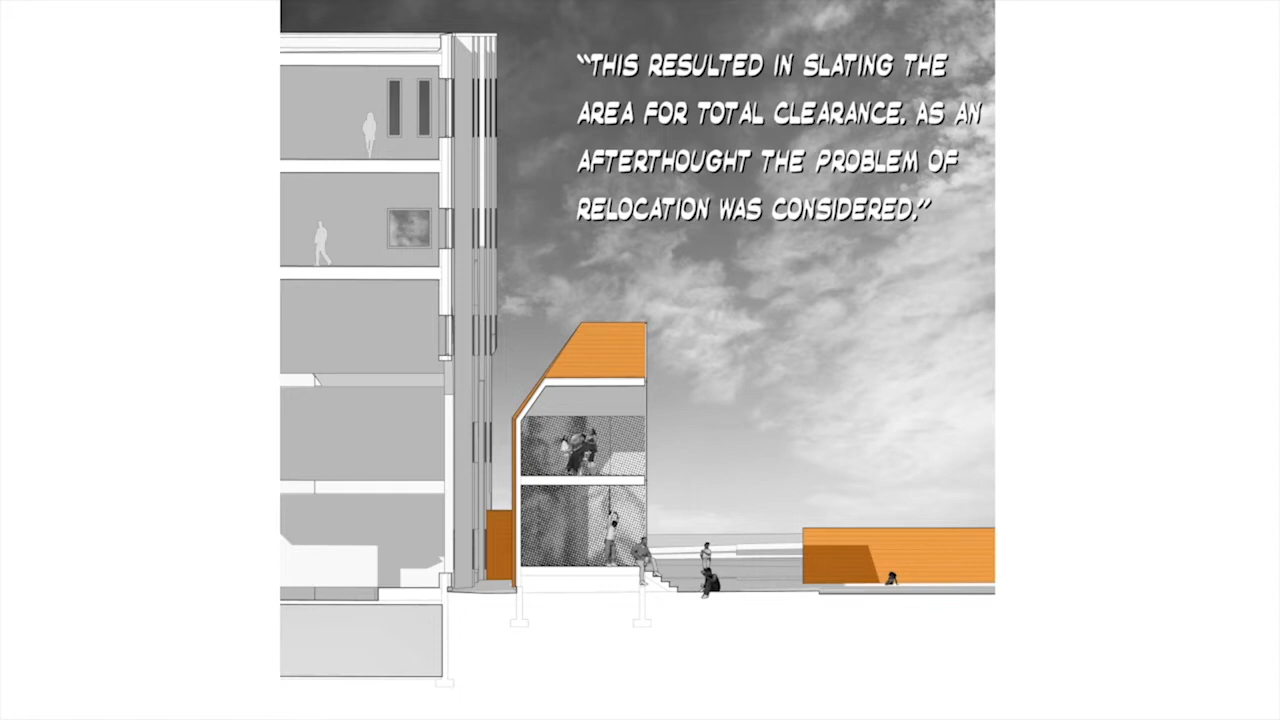 “THIS RESULTED IN SLATING THE
AREA FOR TOTAL CLEARANCE. AS AN
AFTERTHOUGHT THE PROBLEM OF
RELOCATION WAS CONSIDERED.”